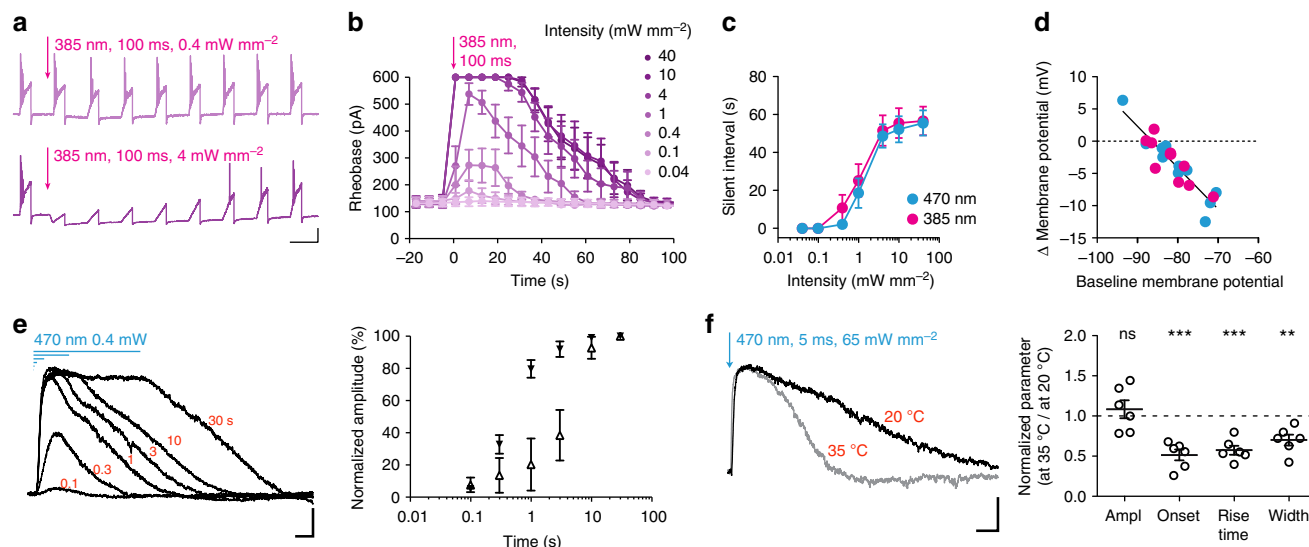 a
385 nm, 100 ms, 0.4 mW mm–2
385 nm, 100 ms, 4 mW mm–2
b
385 nm,
100 ms
Intensity (mW mm–2)
40
10
4
1
0.4
0.1
0.04
Rheobase (pA)
600
500
400
300
200
100
0
–20
0
20
40
60
80
100
Time (s)
c
Silent interval (s)
80
60
40
20
0
470 nm
385 nm
0.01
0.1
1
10
100
Intensity (mW mm–2)
d
Δ Membrane potential (mV)
10
5
0
–5
–10
–15
–100
–90
–80
–70
–60
Baseline membrane potential
e
470 nm 0.4 mW
30 s
10
3
1
0.3
0.1
Normalized amplitude (%)
100
80
60
40
20
0
0.01
0.1
1
10
100
Time (s)
f
470 nm, 5 ms, 65 mW mm–2
20 °C
35 °C
Normalized parameter
(at 35 °C / at 20 °C)
2.0
1.5
1.0
0.5
0.0
ns
***
***
**
Ampl
Onset
Rise
time
Width